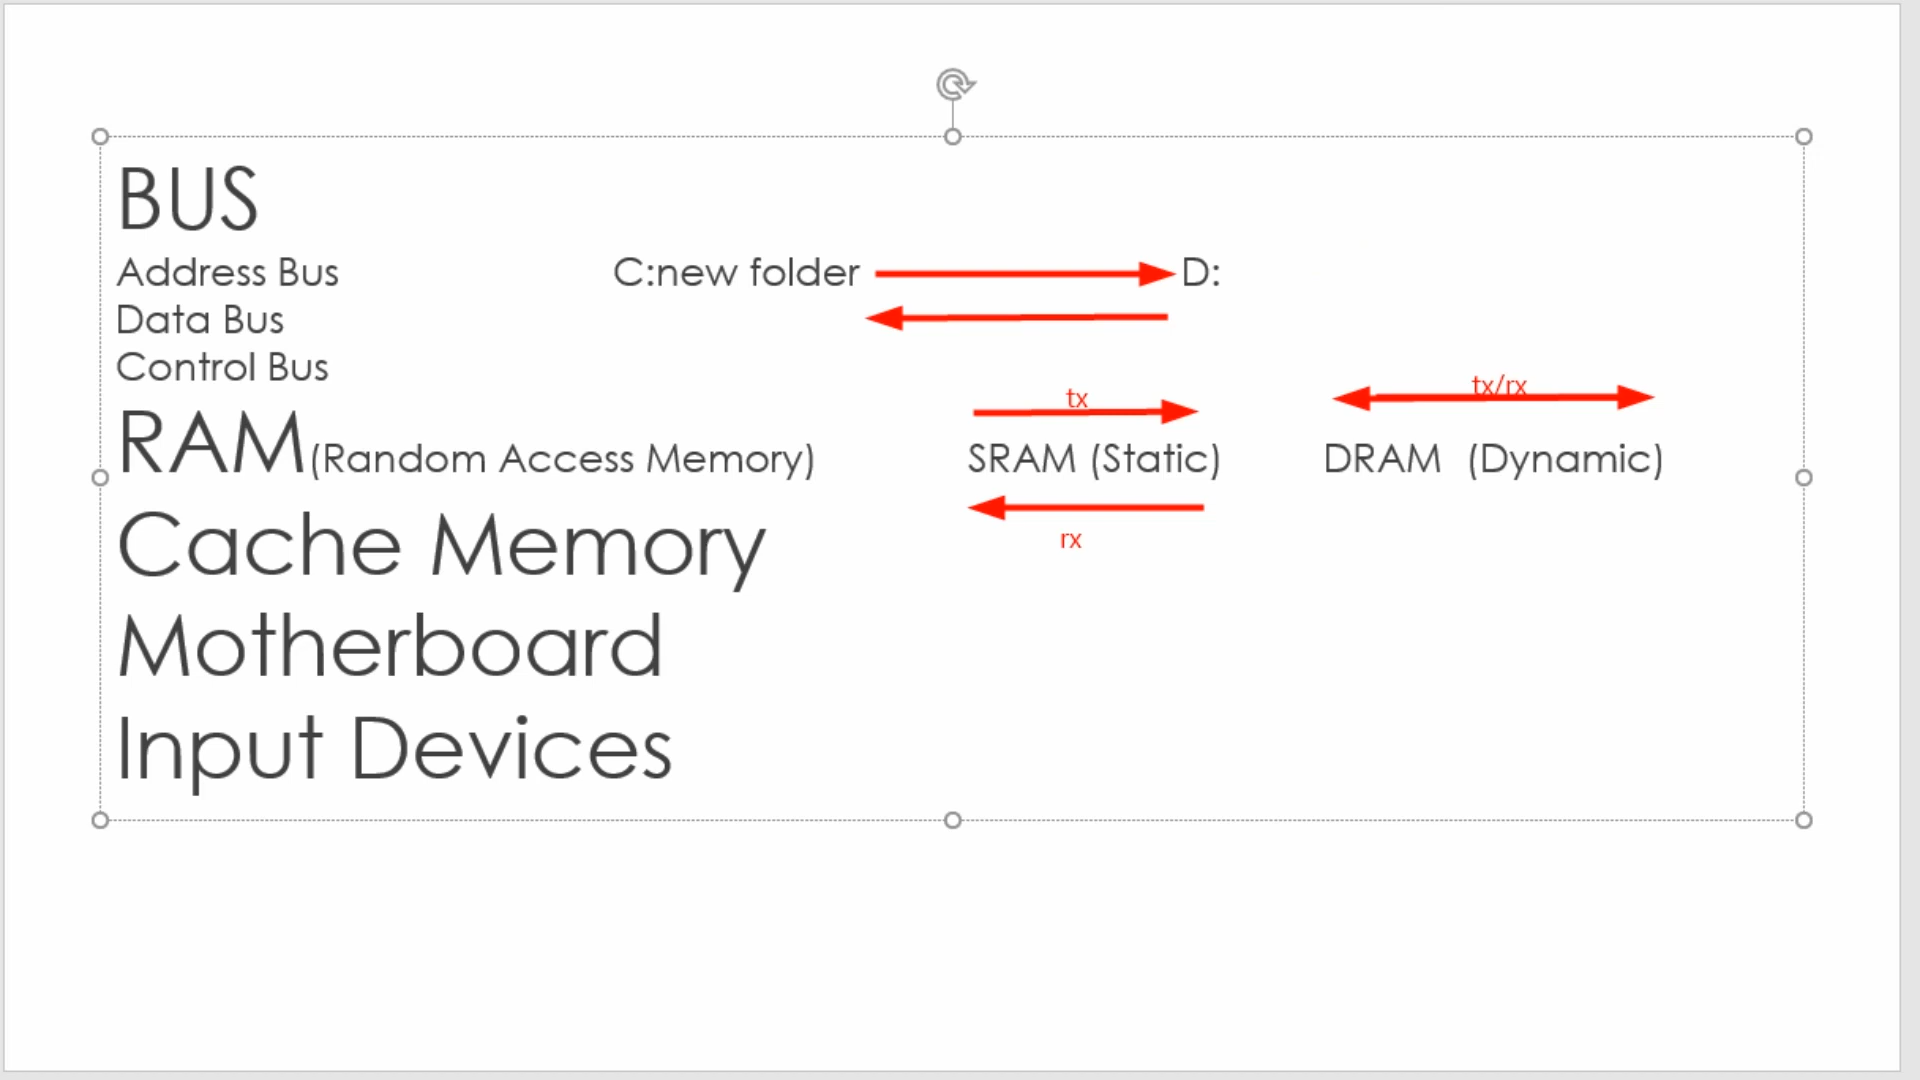 BUS
Address Bus C:new folder D:
Data Bus
Control Bus
tx tx/rx
RAM(Random Access Memory) SRAM (Static) DRAM (Dynamic)
rx
Cache Memory
Motherboard
Input Devices